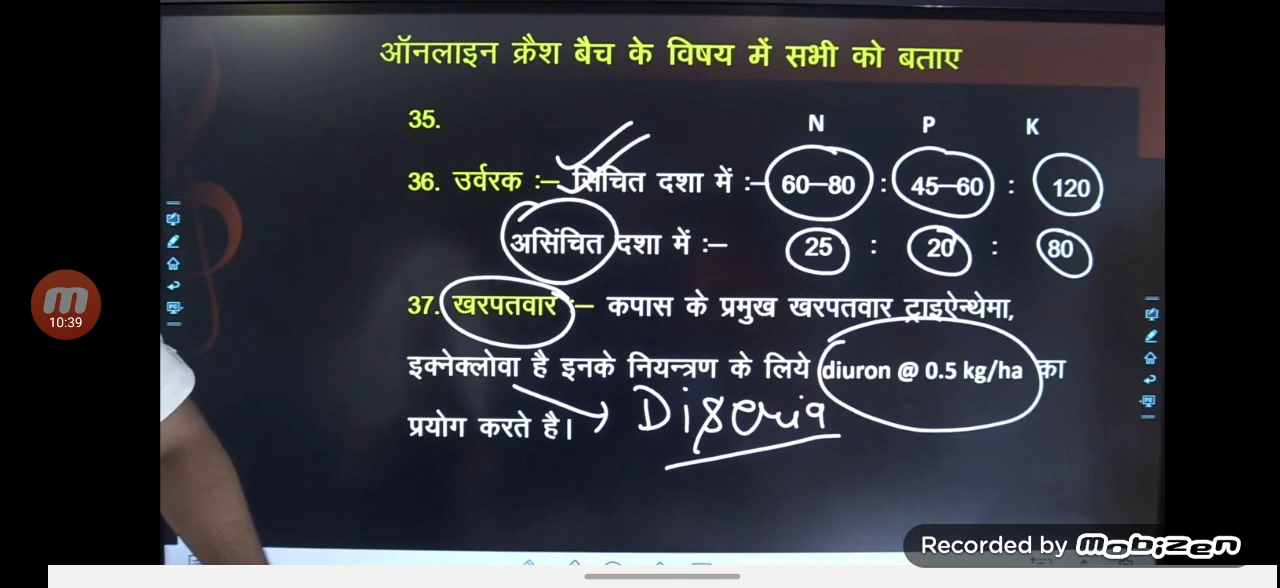 ऑनलाइन क्रैश बैच के विषय में सभी को बताए
35. N P K
36. उर्वरक :– सिंचित दशा में :– 60–80 : 45–60 : 120
असिंचित दशा में :– 25 : 20 : 80
37. खरपतवार :– कपास के प्रमुख खरपतवार ट्राइऐन्थेमा,
इक्नेक्लोवा है इनके नियन्त्रण के लिये diuron @ 0.5 kg/ha का
प्रयोग करते है।
10:39
Recorded by mobizen